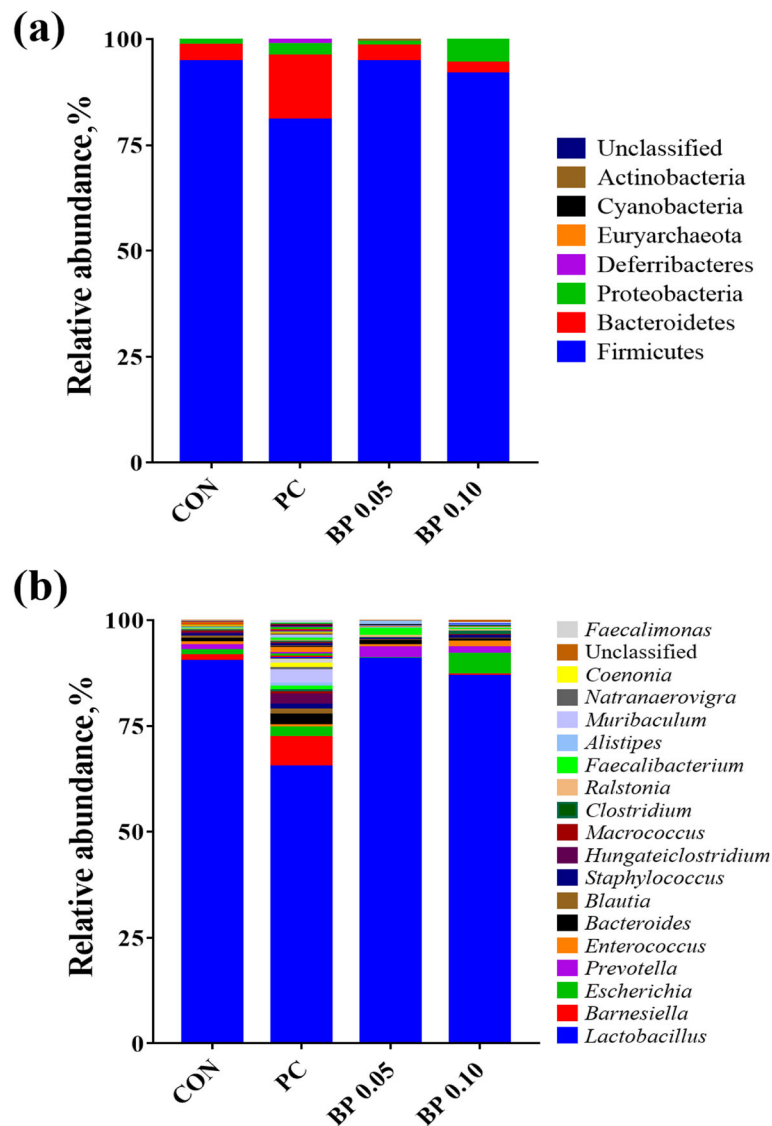 (a)
Relative abundance,%
100
75
50
25
0
CON
PC
BP 0.05
BP 0.10
Unclassified
Actinobacteria
Cyanobacteria
Euryarchaeota
Deferribacteres
Proteobacteria
Bacteroidetes
Firmicutes
(b)
Relative abundance,%
100
75
50
25
0
CON
PC
BP 0.05
BP 0.10
Faecalimonas
Unclassified
Coenonia
Natranaerovigra
Muribaculum
Alistipes
Faecalibacterium
Ralstonia
Clostridium
Macrococcus
Hungateiclostridium
Staphylococcus
Blautia
Bacteroides
Enterococcus
Prevotella
Escherichia
Barnesiella
Lactobacillus